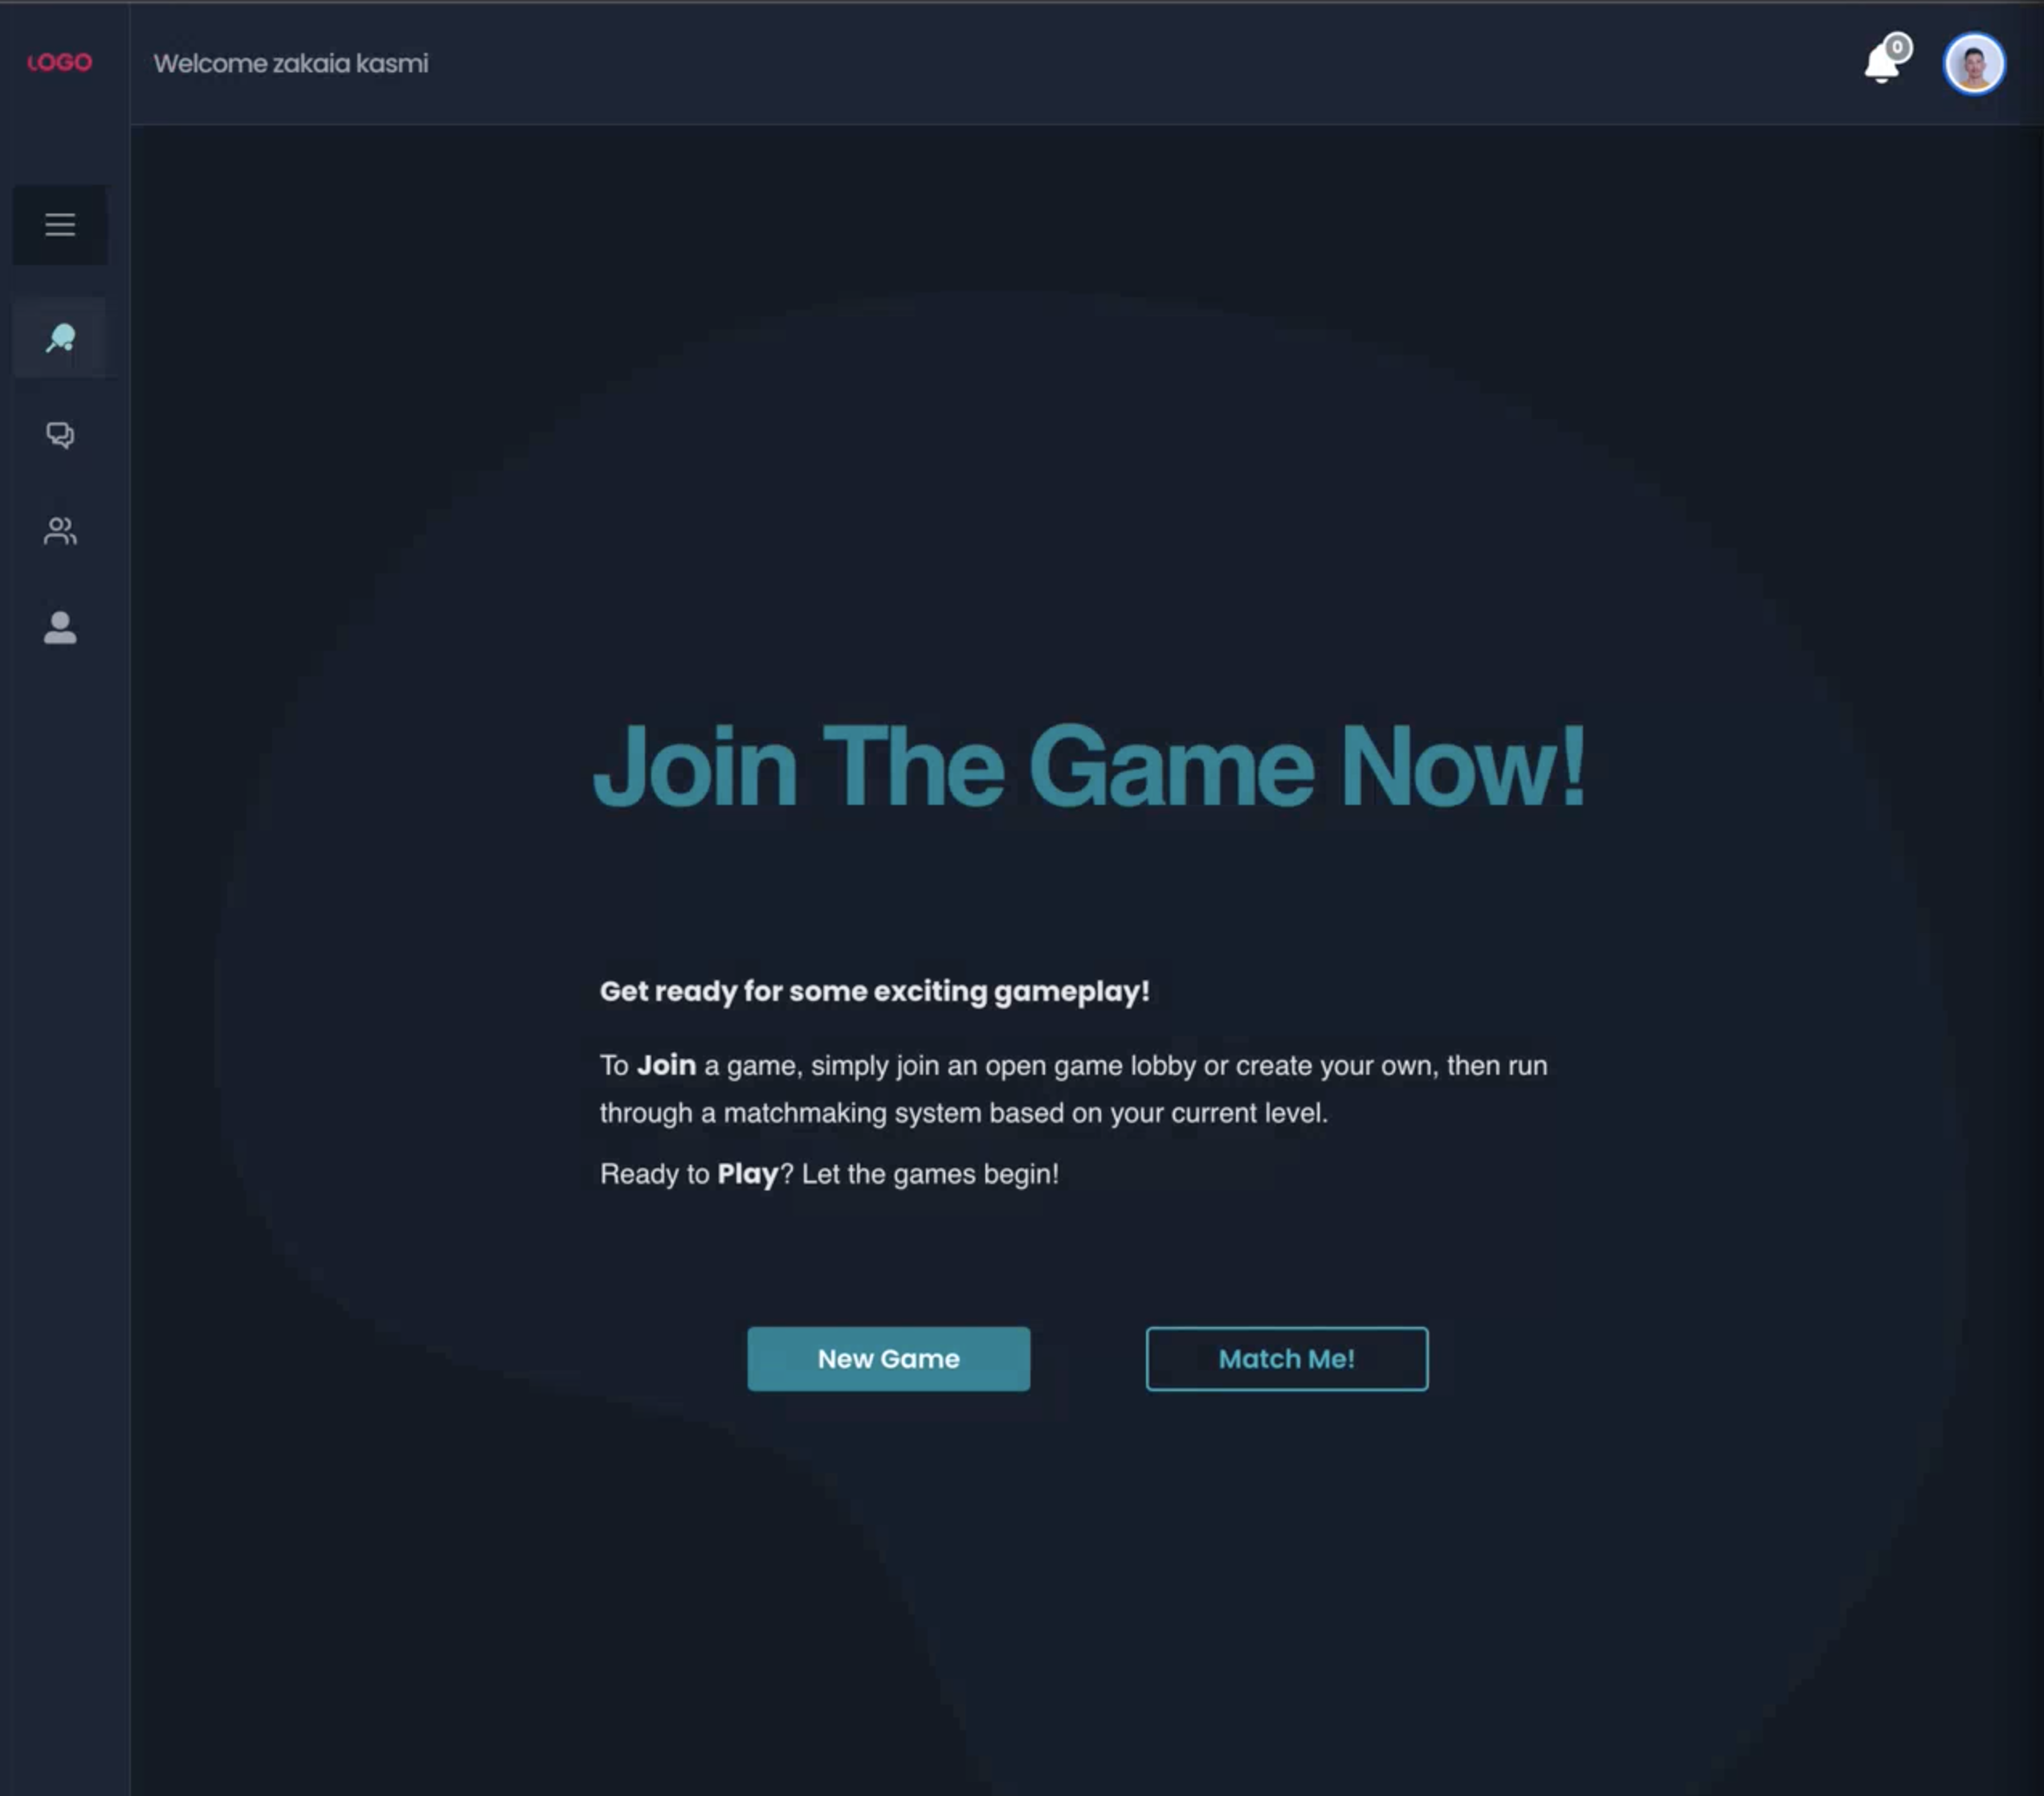 LOGO
Welcome zakaia kasmi
0
Join The Game Now!
Get ready for some exciting gameplay!
To Join a game, simply join an open game lobby or create your own, then run
through a matchmaking system based on your current level.
Ready to Play? Let the games begin!
New Game
Match Me!